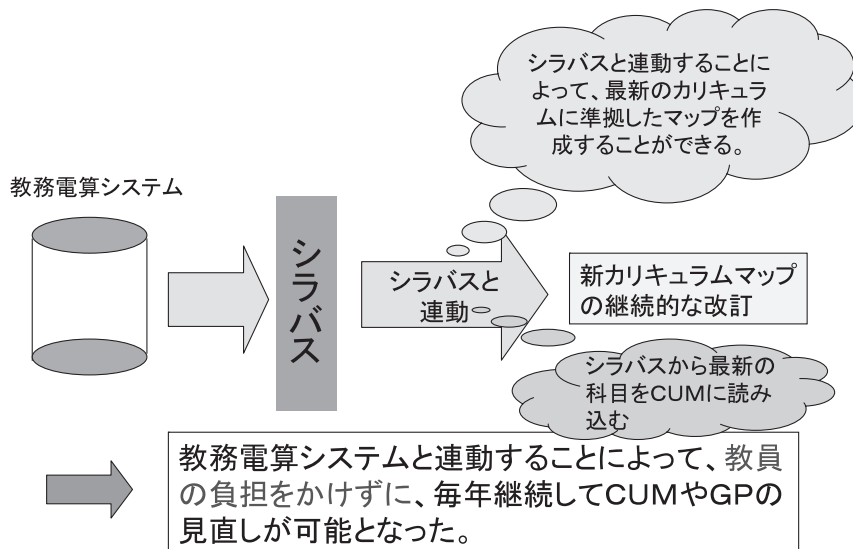 シラバスと連動することに
よって、最新のカリキュラ
ムに準拠したマップを作
成することができる。
教務電算システム
シラバス
シラバスと
連動
新カリキュラムマップ
の継続的な改訂
シラバスから最新の
科目をCUMに読み
込む
教務電算システムと連動することによって、教員
の負担をかけずに、毎年継続してCUMやGPの
見直しが可能となった。